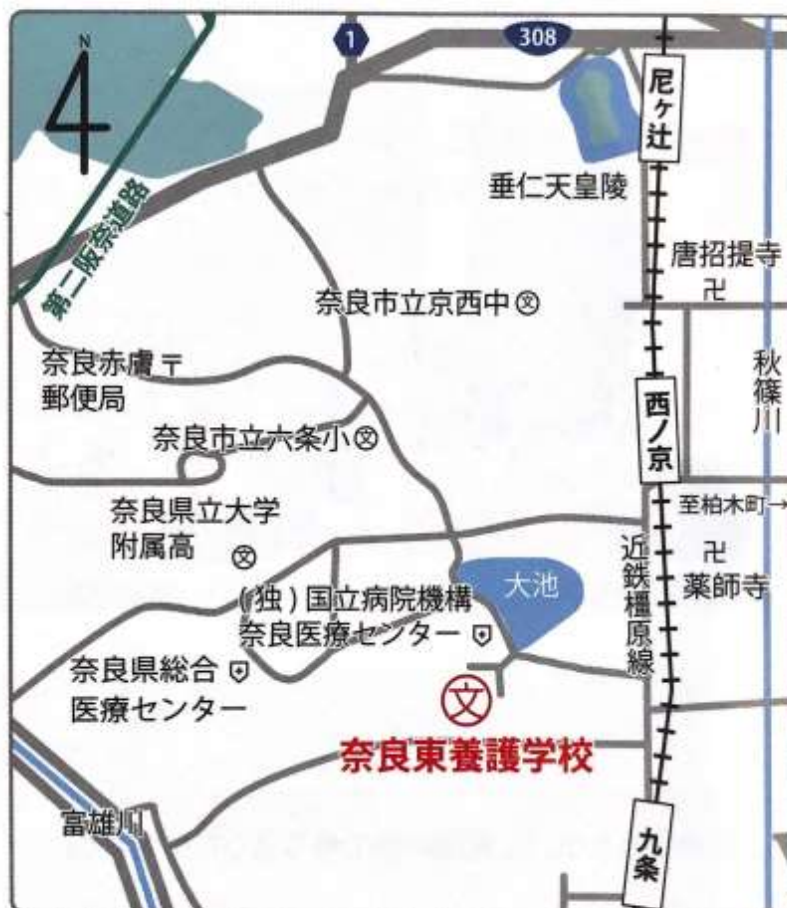 N
1
308
尼ヶ辻
垂仁天皇陵
第二阪奈道路
唐招提寺
奈良市立京西中
文
奈良赤膚〒
郵便局
西ノ京
秋篠川
奈良市立六条小
文
奈良県立大学
附属高
文
至柏木町→
近鉄橿原線
薬師寺
大池
(独)国立病院機構
奈良医療センター
奈良県総合
医療センター
文
奈良東養護学校
富雄川
九条